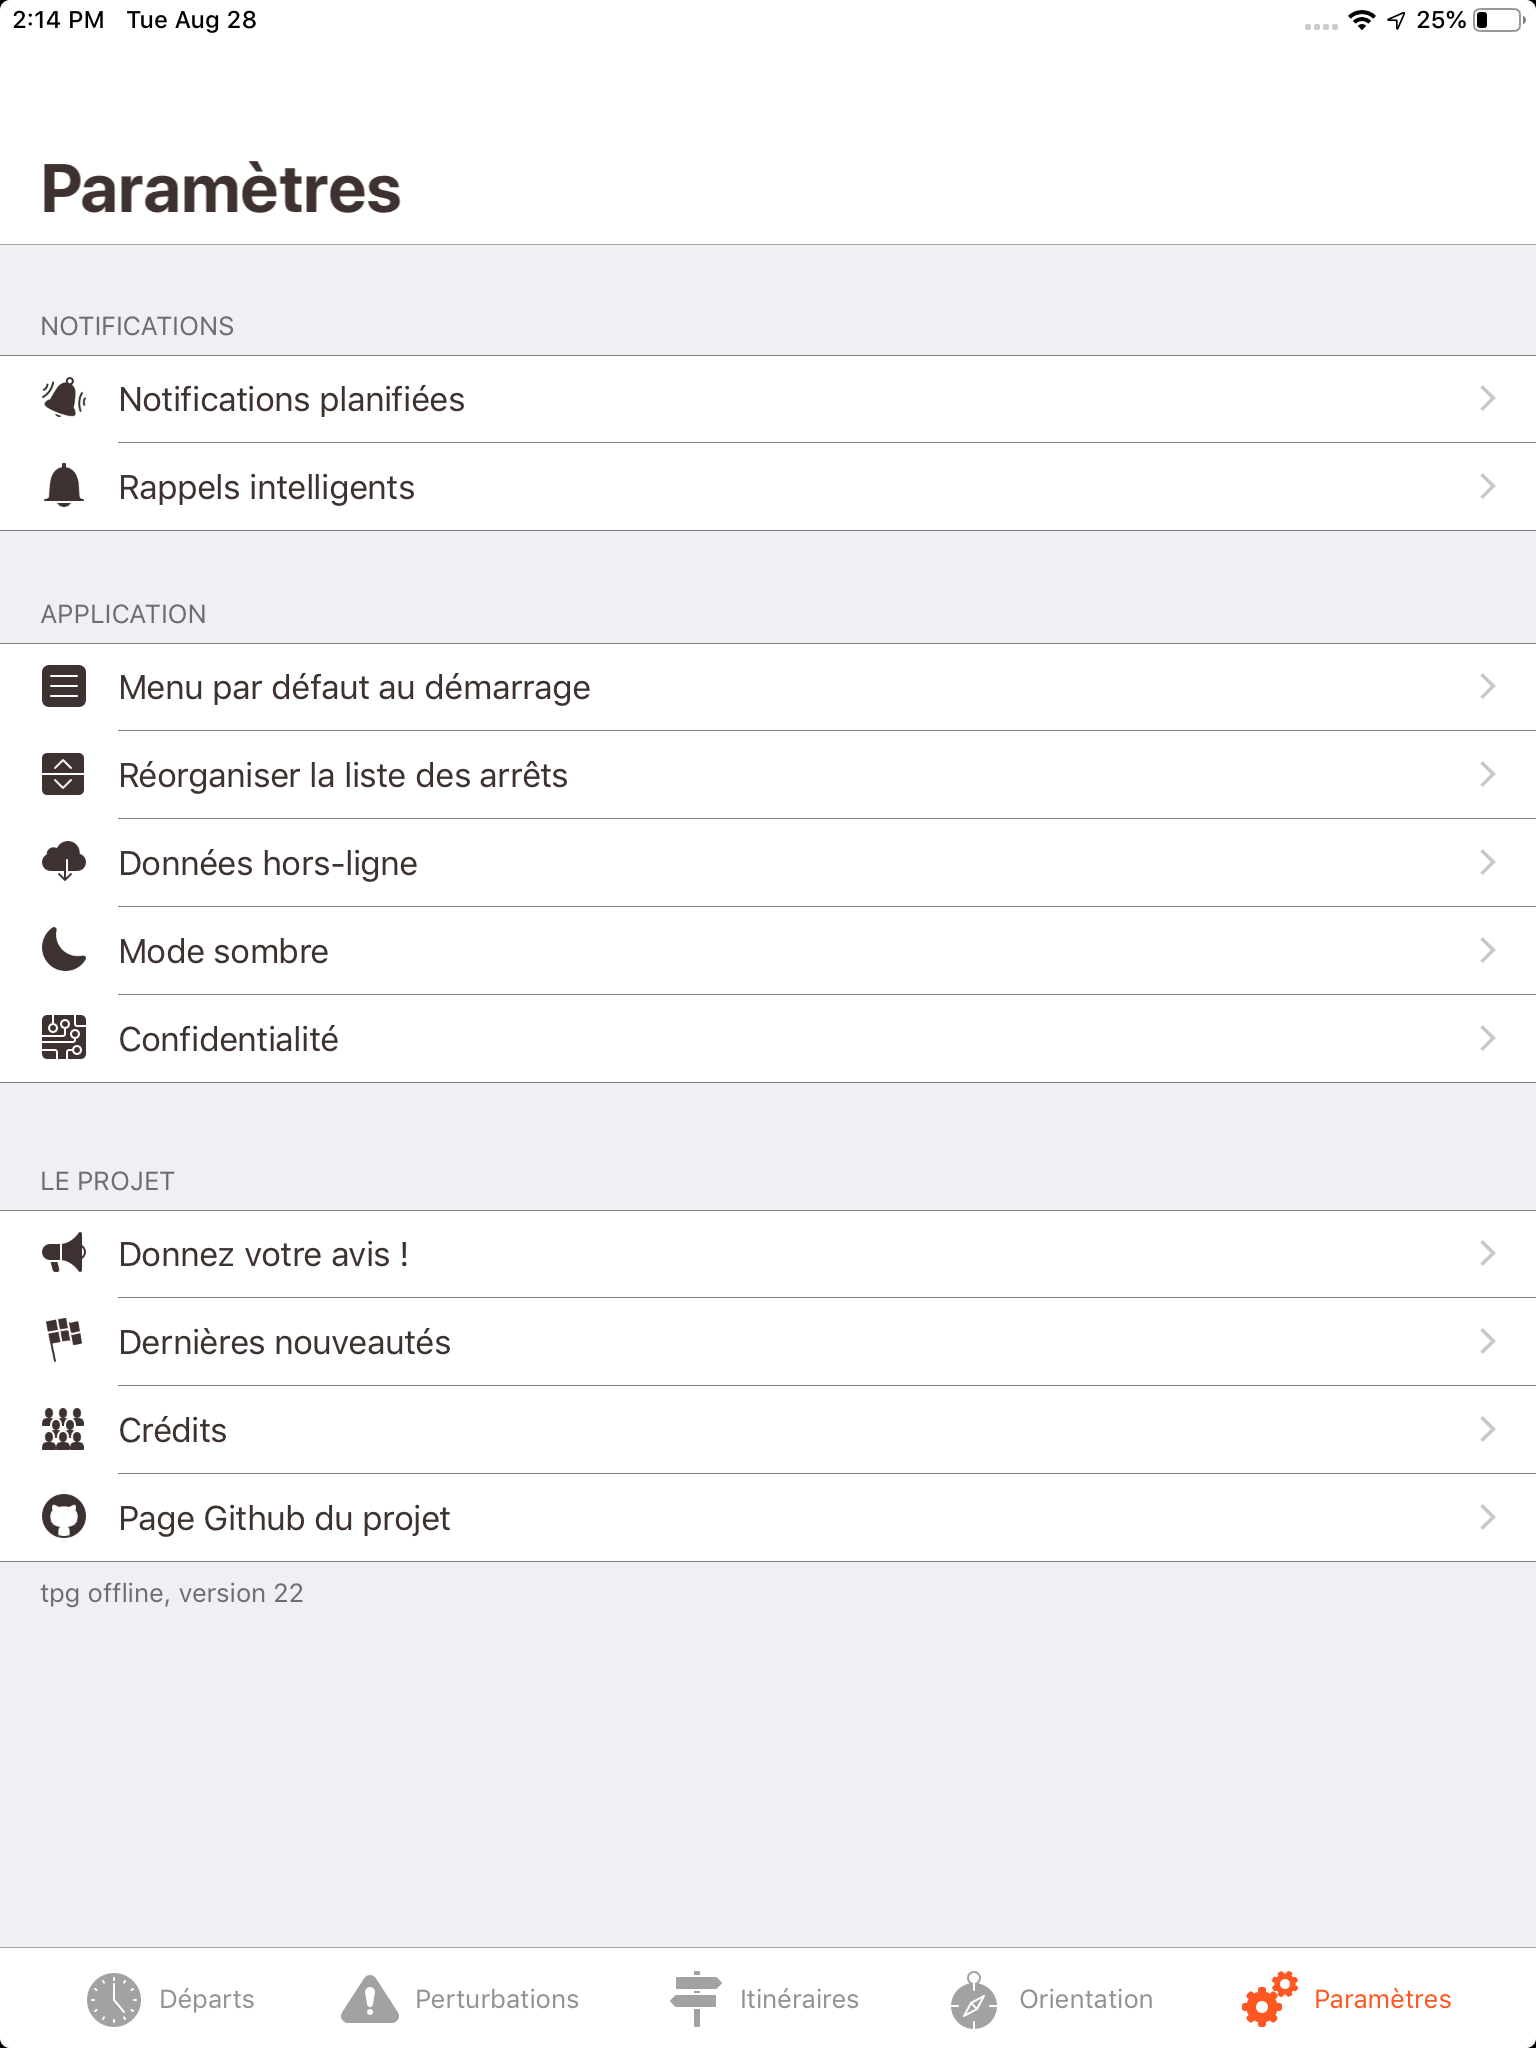 2:14 PM Tue Aug 28 25%
Paramètres
NOTIFICATIONS
Notifications planifiées
Rappels intelligents
APPLICATION
Menu par défaut au démarrage
Réorganiser la liste des arrêts
Données hors-ligne
Mode sombre
Confidentialité
LE PROJET
Donnez votre avis !
Dernières nouveautés
Crédits
Page Github du projet
tpg offline, version 22
Départs Perturbations Itinéraires Orientation Paramètres